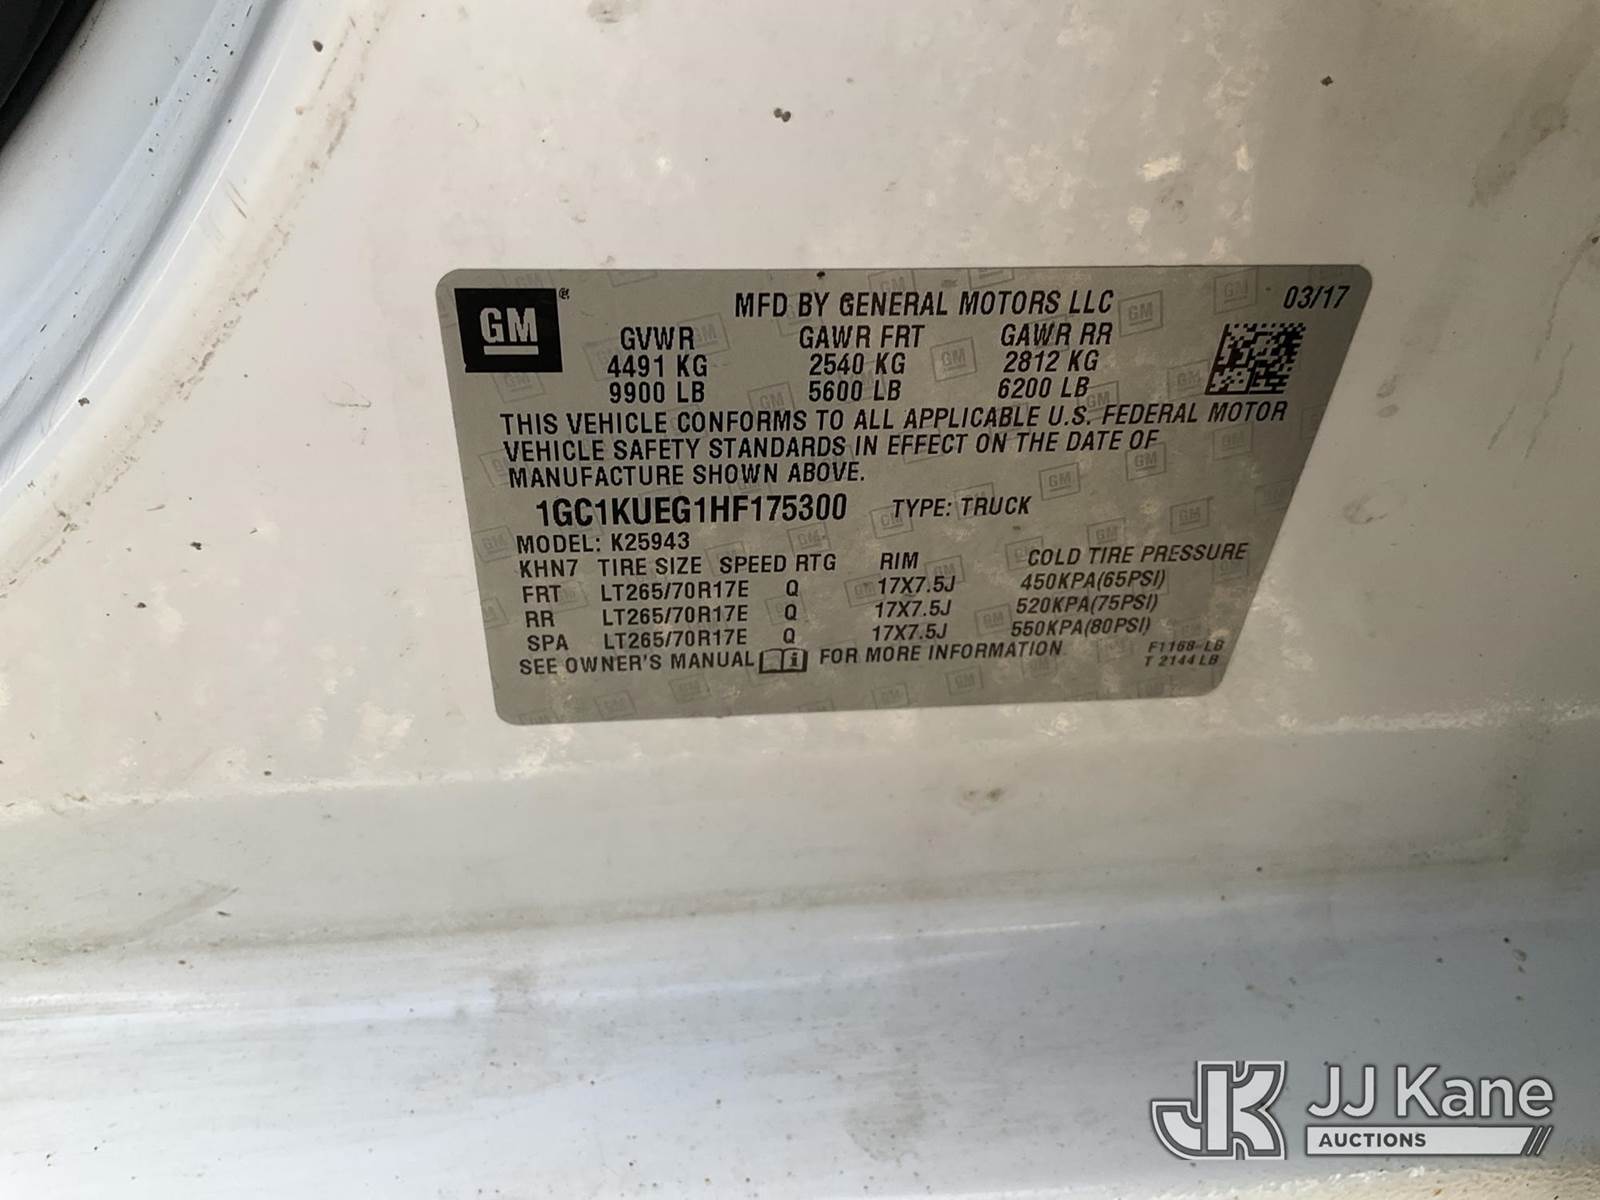 GM ®
MFD BY GENERAL MOTORS LLC 03/17
GVWR GAWR FRT GAWR RR
4491 KG 2540 KG 2812 KG
9900 LB 5600 LB 6200 LB
THIS VEHICLE CONFORMS TO ALL APPLICABLE U.S. FEDERAL MOTOR
VEHICLE SAFETY STANDARDS IN EFFECT ON THE DATE OF
MANUFACTURE SHOWN ABOVE.
1GC1KUEG1HF175300 TYPE: TRUCK
MODEL: K25943
KHN7 TIRE SIZE SPEED RTG RIM COLD TIRE PRESSURE
FRT LT265/70R17E Q 17X7.5J 450KPA(65PSI)
RR LT265/70R17E Q 17X7.5J 520KPA(75PSI)
SPA LT265/70R17E Q 17X7.5J 550KPA(80PSI)
SEE OWNER'S MANUAL i FOR MORE INFORMATION
F1168-LB
T 2144 LB
JK JJ Kane
AUCTIONS